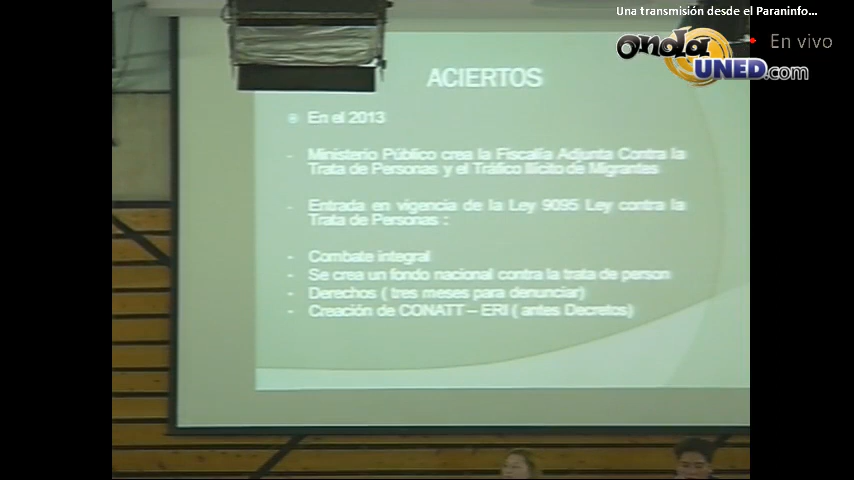 Una transmisión desde el Paraninfo...
onda
UNED.com
En vivo
ACIERTOS
En el 2013
- Ministerio Público crea la Fiscalía Adjunta Contra la
Trata de Personas y el Tráfico Ilícito de Migrantes
- Entrada en vigencia de la Ley 9095 Ley contra la
Trata de Personas :
- Combate integral
- Se crea un fondo nacional contra la trata de person
- Derechos ( tres meses para denunciar)
- Creación de CONATT – ERI ( antes Decretos)